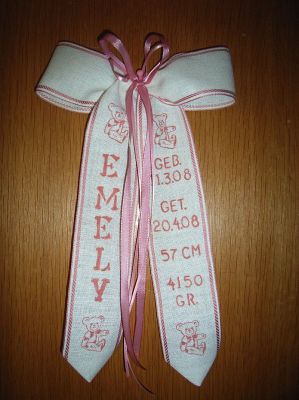 EMELY
GEB.
1.3.08
GET.
20.4.08
57 CM
4150
GR.